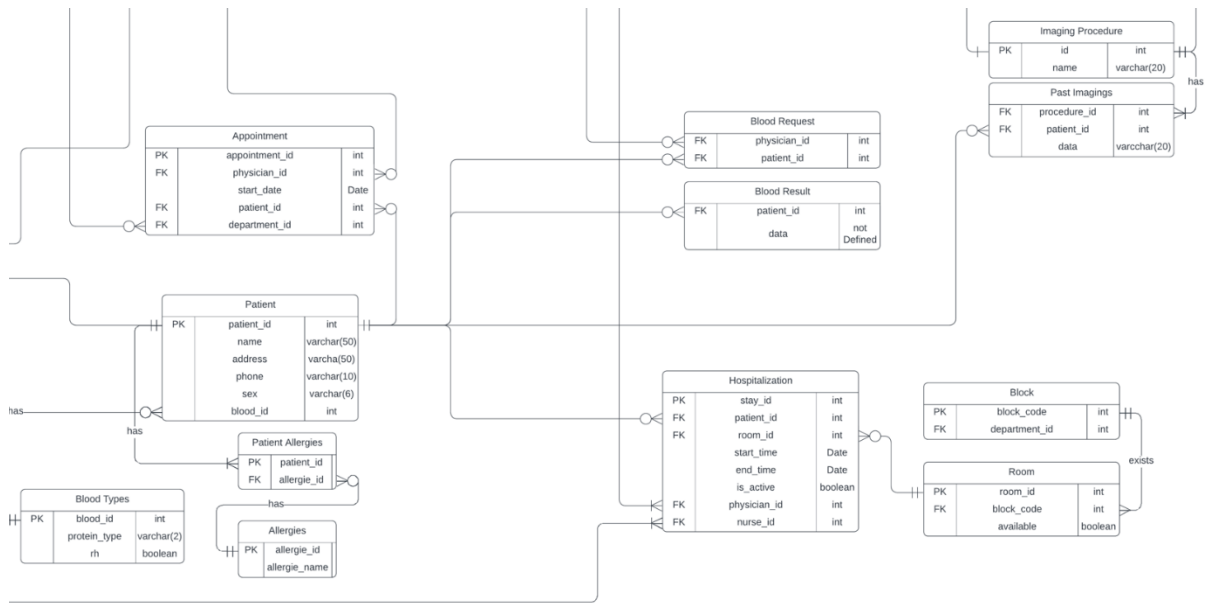 Imaging Procedure
PK id int
name varchar(20)
has
Past Imagings
FK procedure_id int
FK patient_id int
data varcchar(20)
Appointment
PK appointment_id int
FK physician_id int
start_date Date
FK patient_id int
FK department_id int
Blood Request
FK physician_id int
FK patient_id int
Blood Result
FK patient_id int
data not
Defined
Patient
PK patient_id int
name varchar(50)
address varcha(50)
phone varchar(10)
sex varchar(6)
blood_id int
has
has
Hospitalization
PK stay_id int
FK patient_id int
FK room_id int
start_time Date
end_time Date
is_active boolean
FK physician_id int
FK nurse_id int
Block
PK block_code int
FK department_id int
exists
Room
PK room_id int
FK block_code int
available boolean
Patient Allergies
PK patient_id
FK allergie_id
has
Blood Types
PK blood_id int
protein_type varchar(2)
rh boolean
Allergies
PK allergie_id
allergie_name